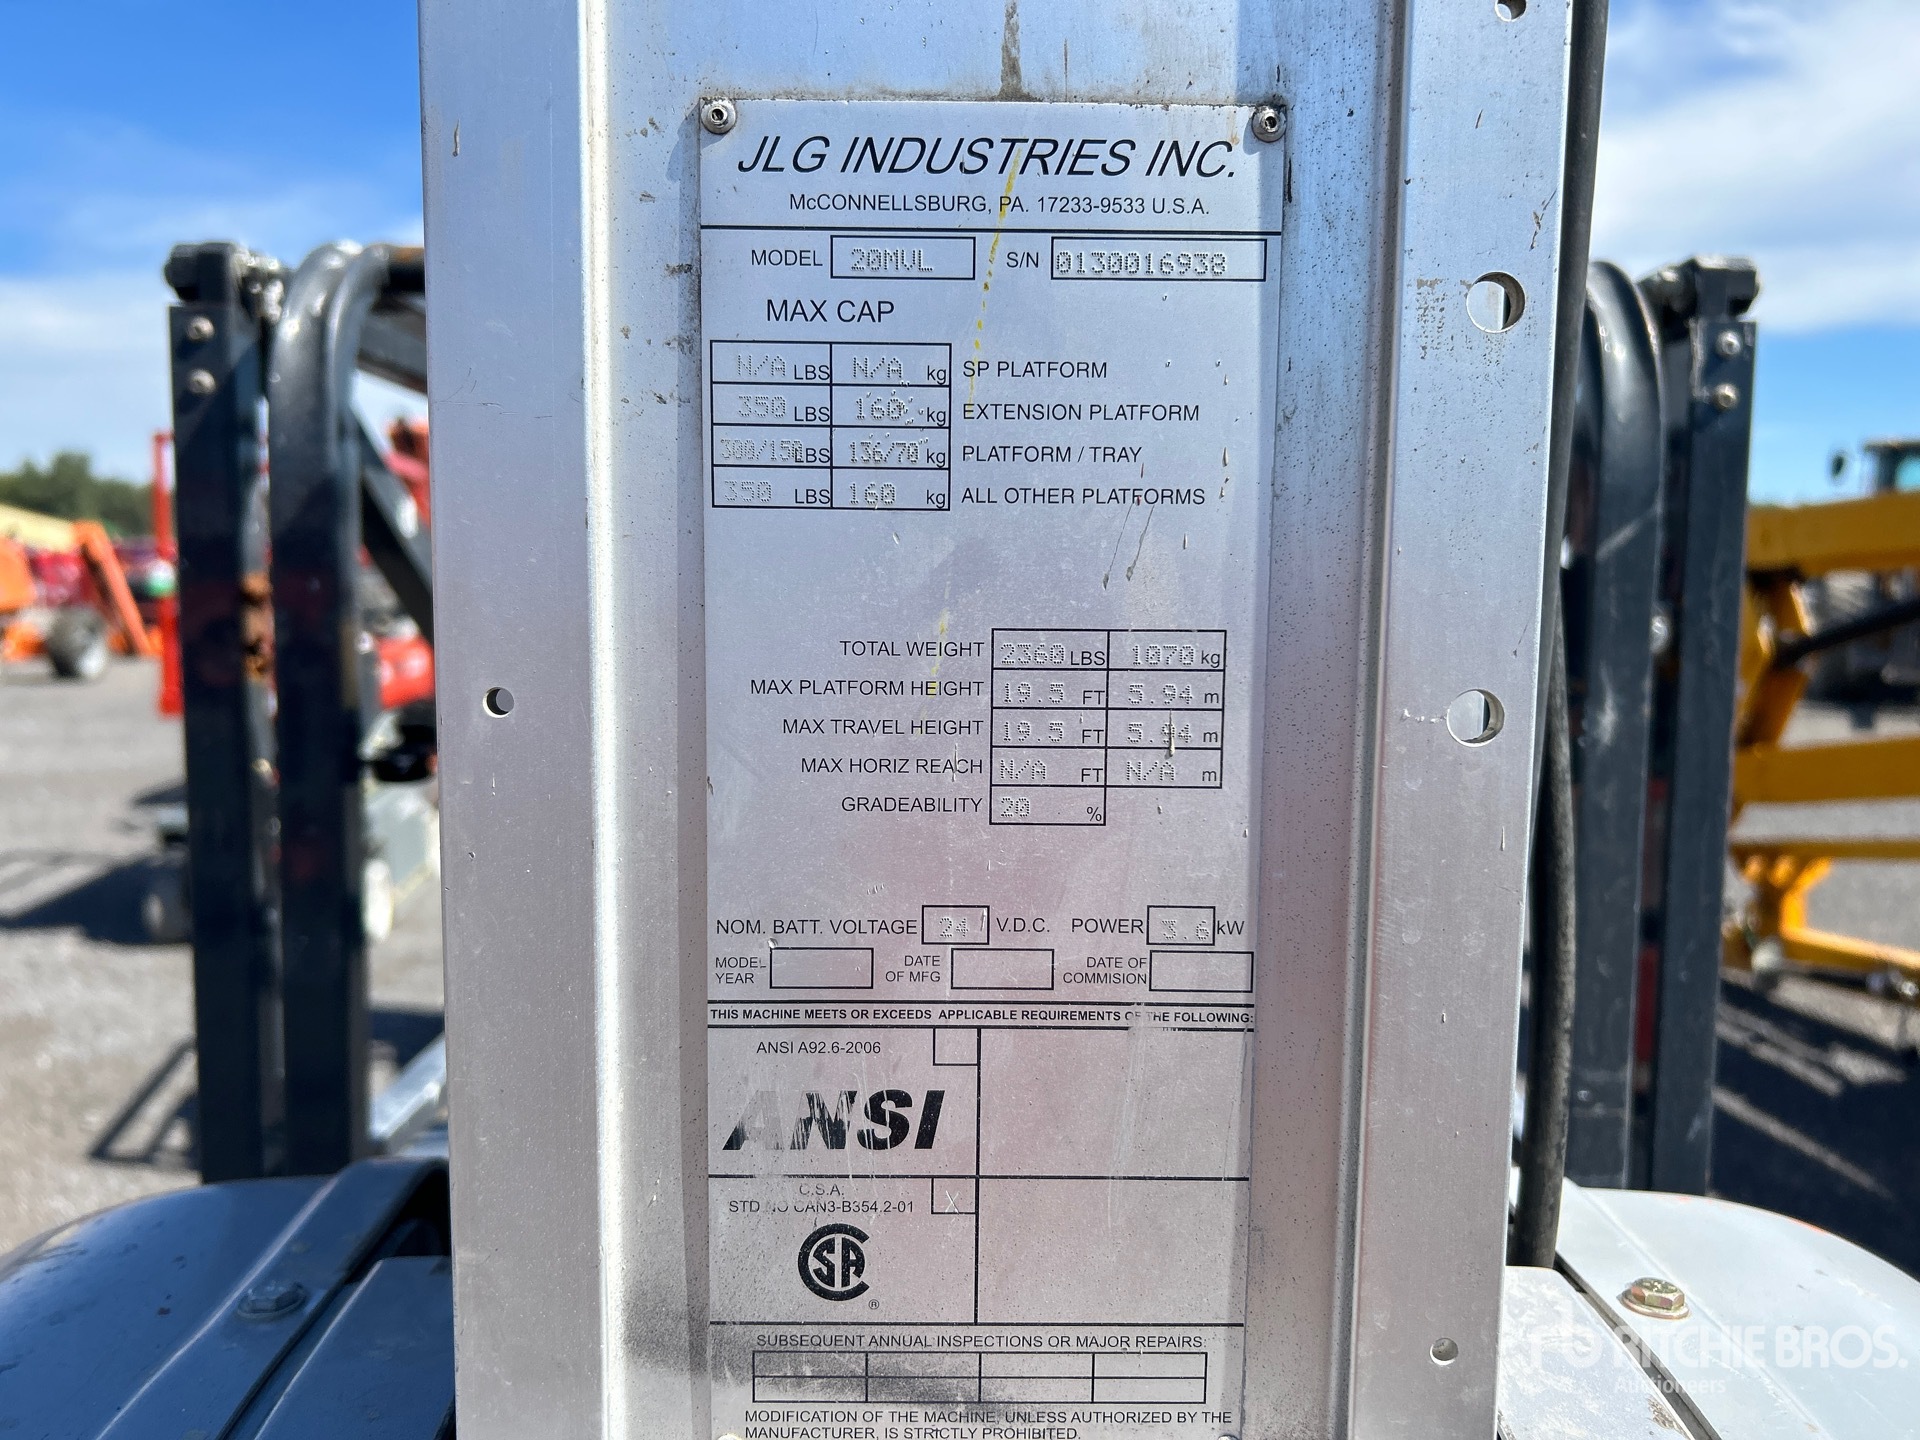 JLG INDUSTRIES INC.
McCONNELLSBURG, PA. 17233-9533 U.S.A.
MODEL 20MVL S/N 0130016938
MAX CAP
N/A LBS N/A kg SP PLATFORM
350 LBS 160 kg EXTENSION PLATFORM
300/150 LBS 136/70 kg PLATFORM / TRAY
350 LBS 160 kg ALL OTHER PLATFORMS
TOTAL WEIGHT 2360 LBS 1070 kg
MAX PLATFORM HEIGHT 19.5 FT 5.94 m
MAX TRAVEL HEIGHT 19.5 FT 5.94 m
MAX HORIZ REACH N/A FT N/A m
GRADEABILITY 20 %
NOM. BATT. VOLTAGE 24 V.D.C. POWER 3.6 kW
MODEL YEAR DATE OF MFG DATE OF COMMISION
THIS MACHINE MEETS OR EXCEEDS APPLICABLE REQUIREMENTS OF THE FOLLOWING:
ANSI A92.6-2006
ANSI
C.S.A.
STD NO CAN3-B354.2-01 X
CSA ®
SUBSEQUENT ANNUAL INSPECTIONS OR MAJOR REPAIRS:
MODIFICATION OF THE MACHINE, UNLESS AUTHORIZED BY THE
MANUFACTURER, IS STRICTLY PROHIBITED.
RITCHIE BROS.
Auctioneers